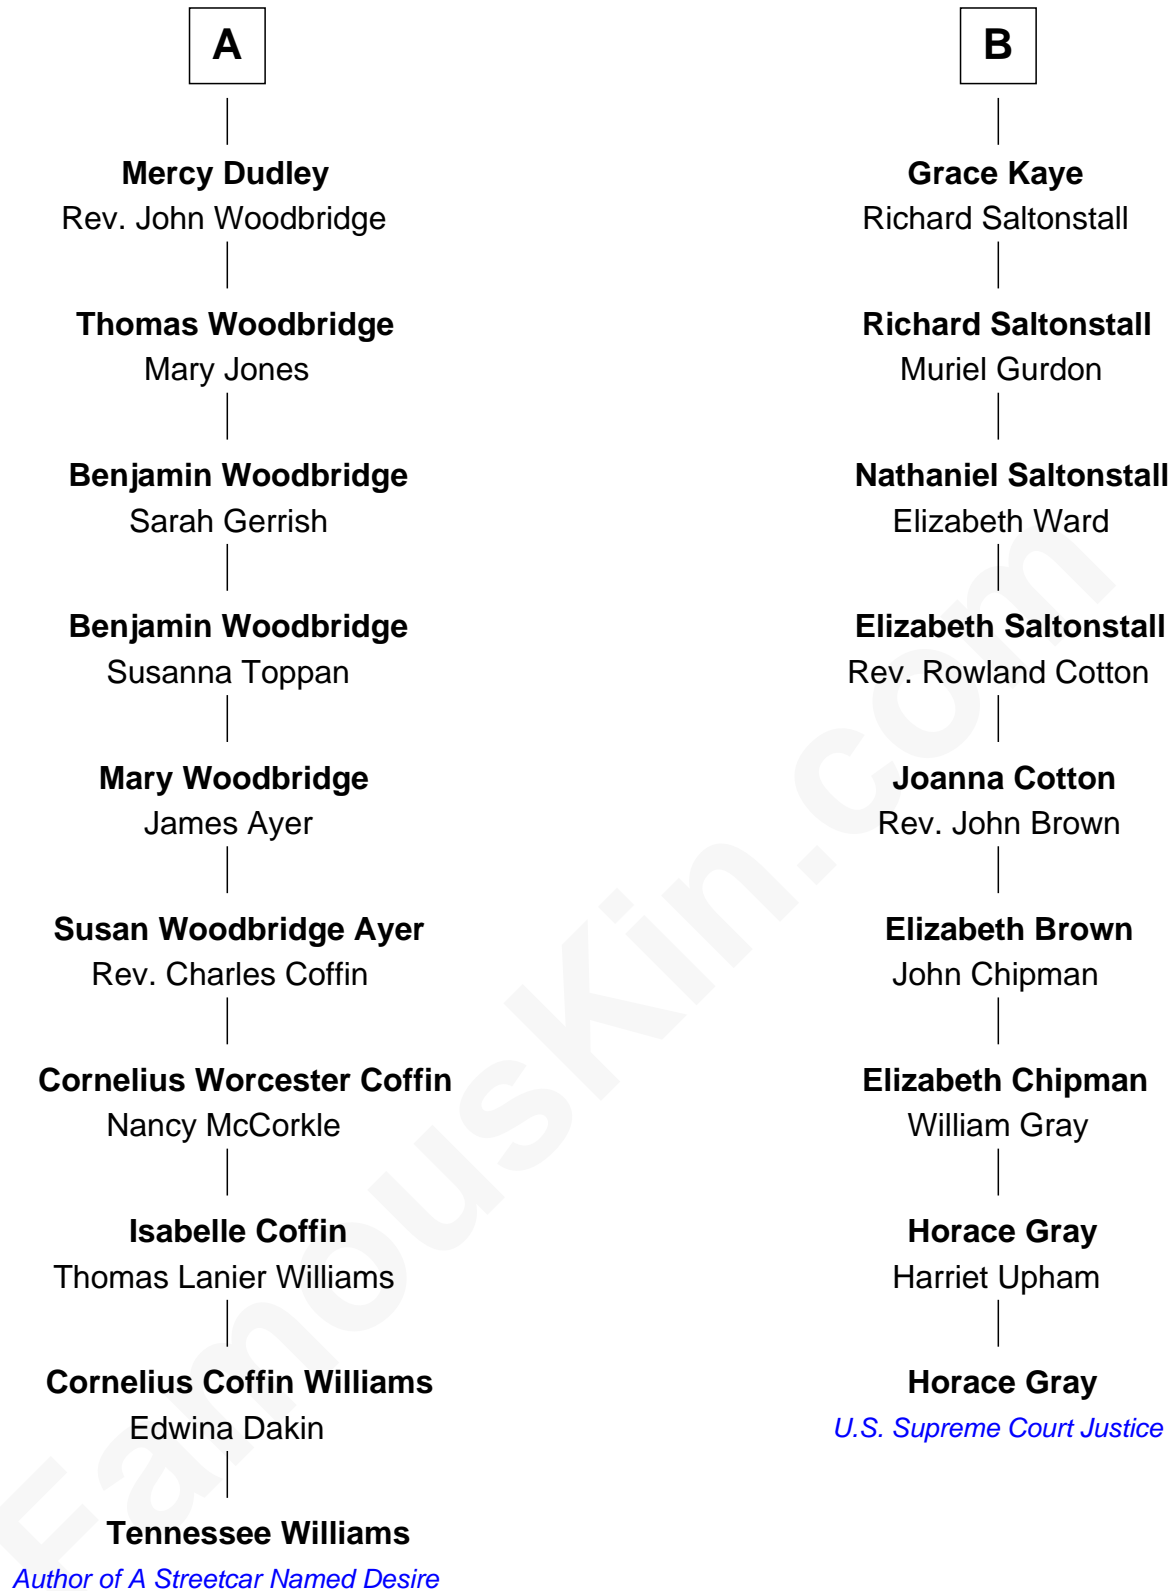 A
Mercy Dudley
Rev. John Woodbridge
Thomas Woodbridge
Mary Jones
Benjamin Woodbridge
Sarah Gerrish
Benjamin Woodbridge
Susanna Toppan
Mary Woodbridge
James Ayer
Susan Woodbridge Ayer
Rev. Charles Coffin
Cornelius Worcester Coffin
Nancy McCorkle
Isabelle Coffin
Thomas Lanier Williams
Cornelius Coffin Williams
Edwina Dakin
Tennessee Williams
Author of A Streetcar Named Desire
B
Grace Kaye
Richard Saltonstall
Richard Saltonstall
Muriel Gurdon
Nathaniel Saltonstall
Elizabeth Ward
Elizabeth Saltonstall
Rev. Rowland Cotton
Joanna Cotton
Rev. John Brown
Elizabeth Brown
John Chipman
Elizabeth Chipman
William Gray
Horace Gray
Harriet Upham
Horace Gray
U.S. Supreme Court Justice
FamousKin.com